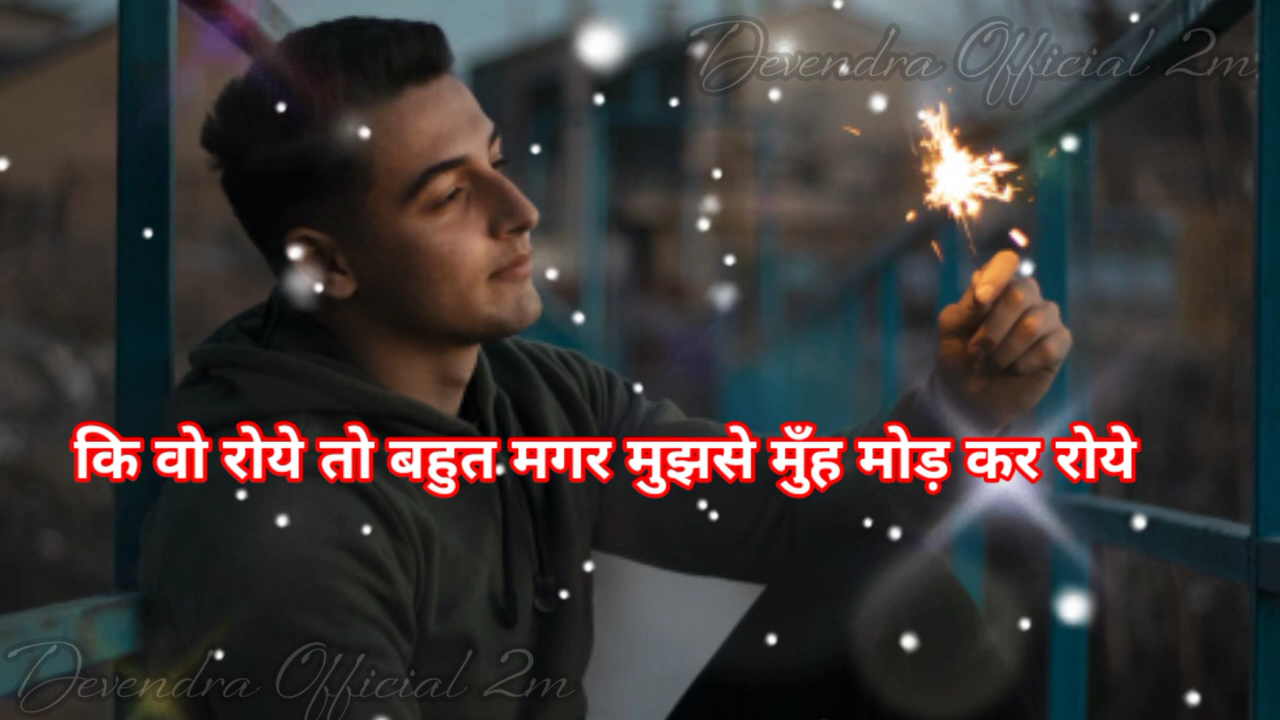 Devendra Official 2m
कि वो रोये तो बहुत मगर मुझसे मुँह मोड़ कर रोये
Devendra Official 2m